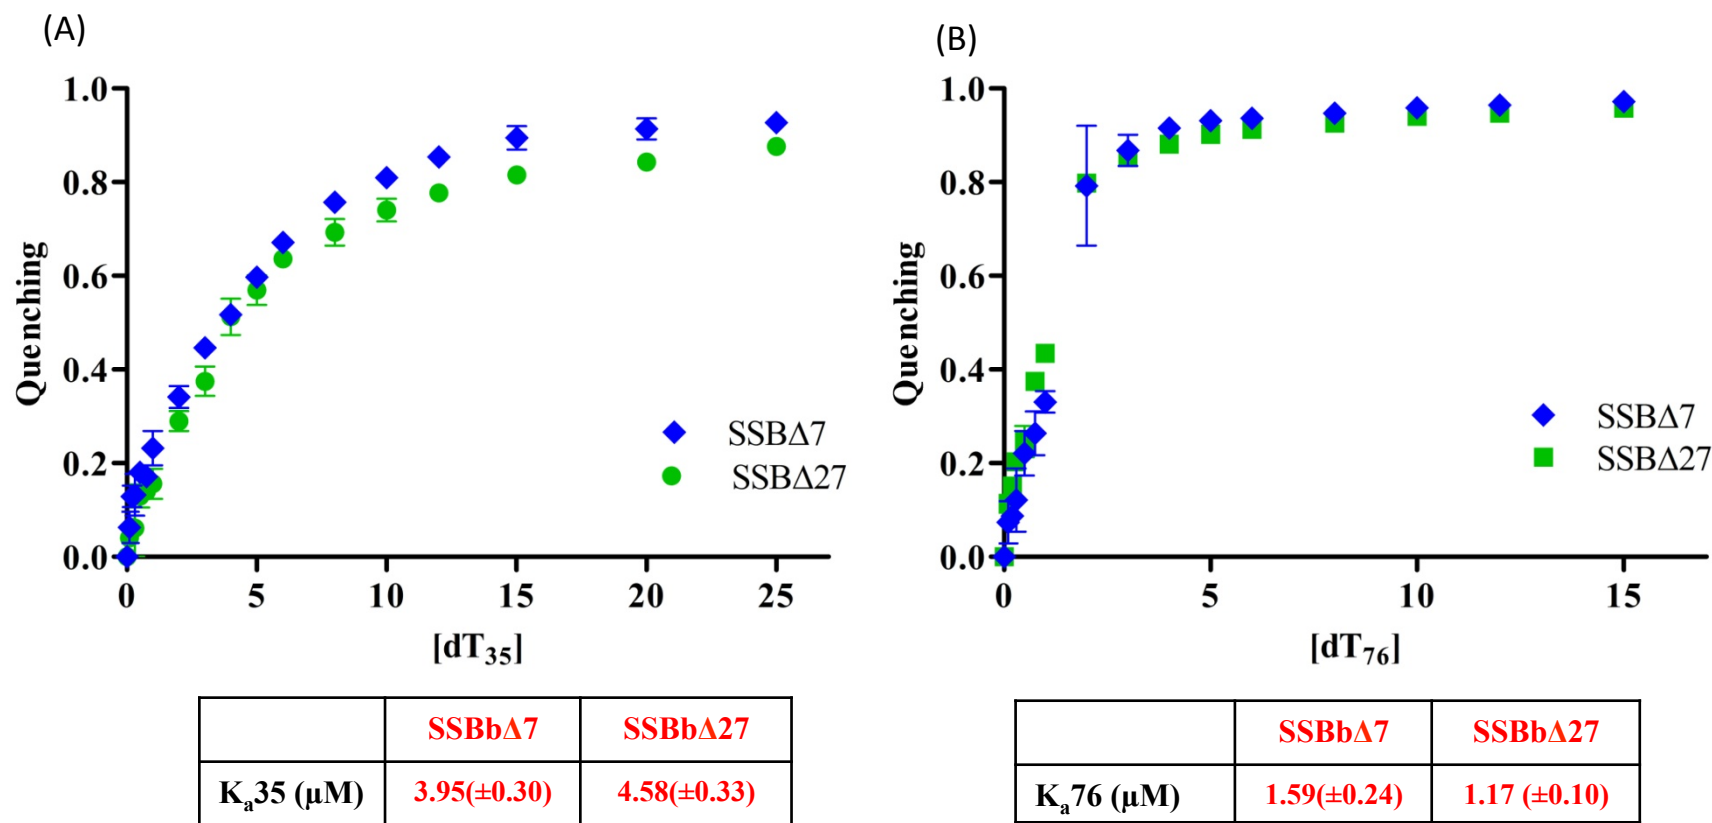 (A)
1.0
0.8
0.6
0.4
0.2
0.0
Quenching
0 5 10 15 20 25
[dT35]
SSBΔ7
SSBΔ27
SSBbΔ7 SSBbΔ27
Ka35 (μM) 3.95(±0.30) 4.58(±0.33)
(B)
1.0
0.8
0.6
0.4
0.2
0.0
Quenching
0 5 10 15
[dT76]
SSBΔ7
SSBΔ27
SSBbΔ7 SSBbΔ27
Ka76 (μM) 1.59(±0.24) 1.17 (±0.10)